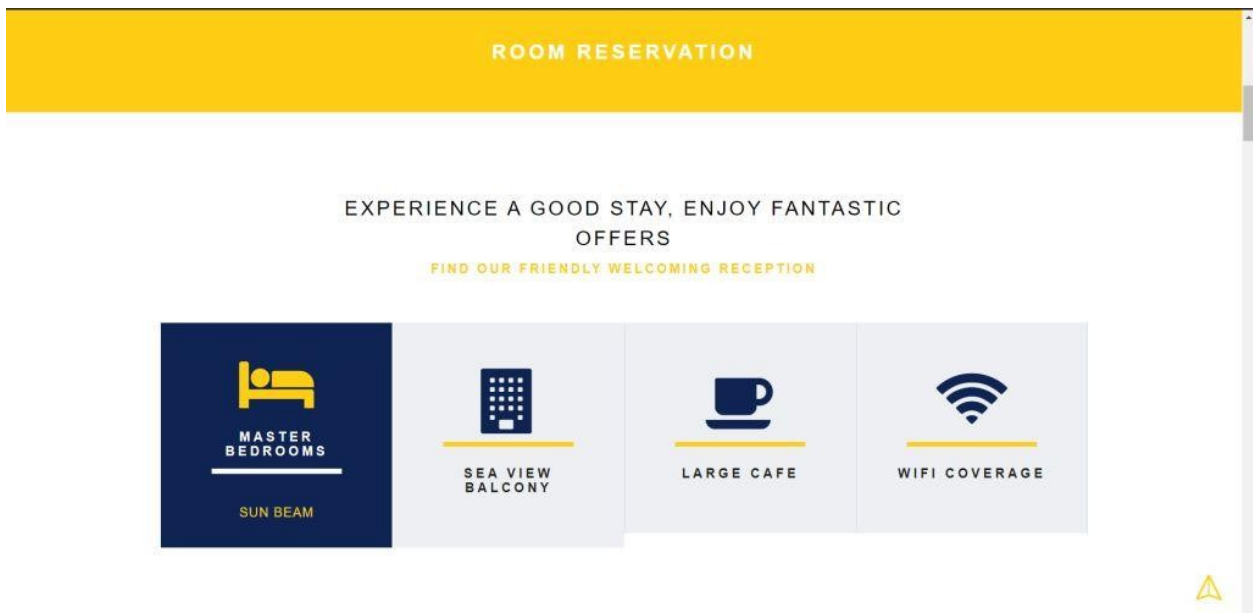 ROOM RESERVATION
EXPERIENCE A GOOD STAY, ENJOY FANTASTIC
OFFERS
FIND OUR FRIENDLY WELCOMING RECEPTION
MASTER
BEDROOMS
SUN BEAM
SEA VIEW
BALCONY
LARGE CAFE
WIFI COVERAGE